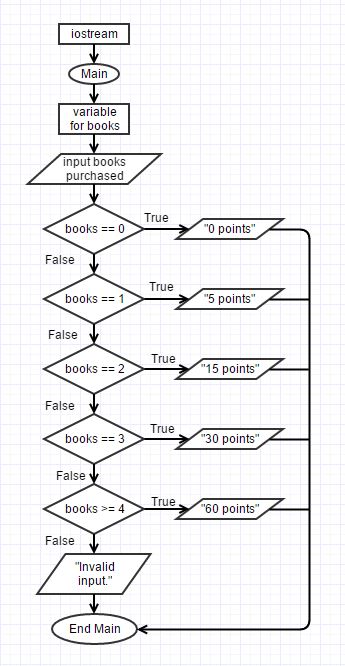 iostream
Main
variable
for books
input books
purchased
books == 0
True
"0 points"
False
books == 1
True
"5 points"
False
books == 2
True
"15 points"
False
books == 3
True
"30 points"
False
books >= 4
True
"60 points"
False
"Invalid
input."
End Main